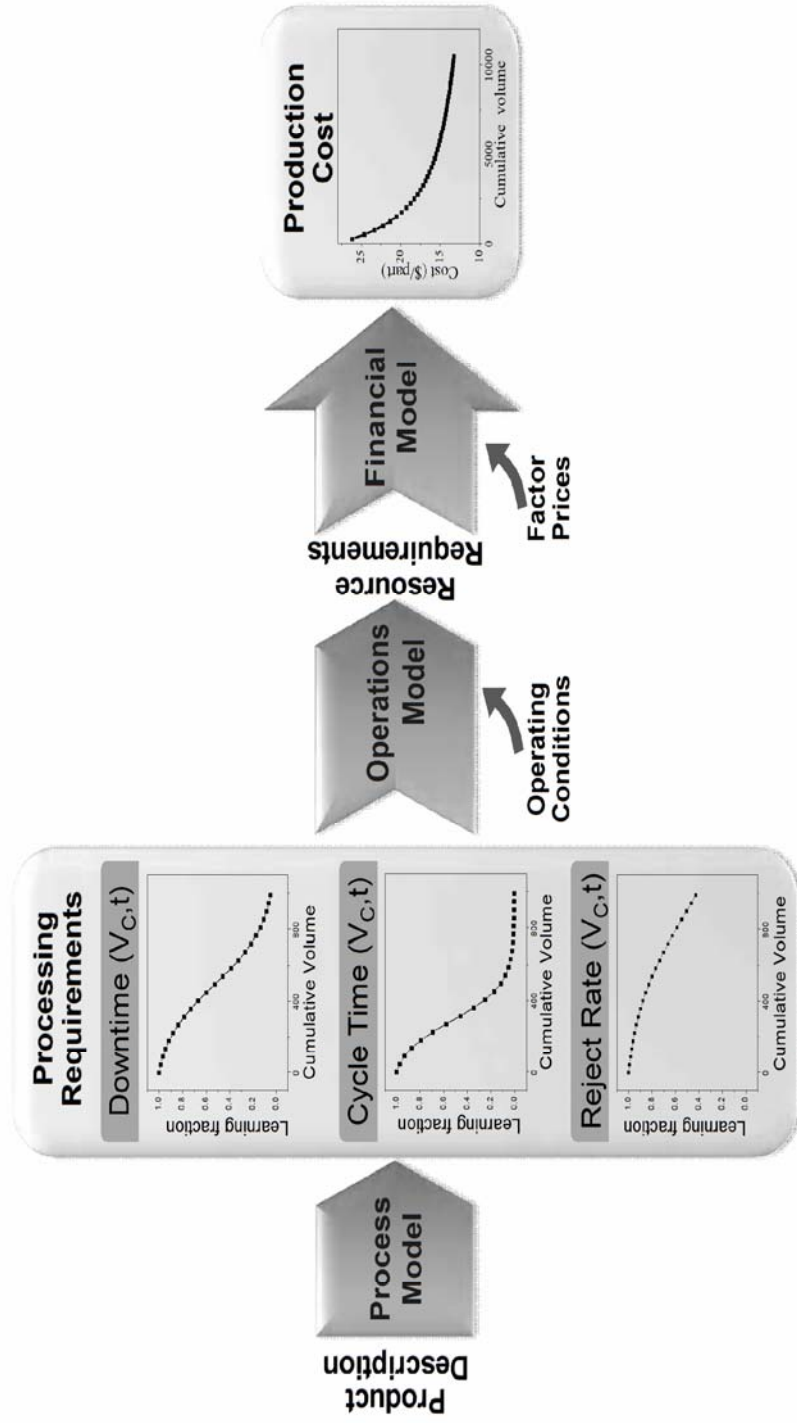 Product
Description
Process
Model
Processing
Requirements
Downtime (V_C,t)
Learning fraction
1.0
0.8
0.6
0.4
0.2
0.0
0
400
800
Cumulative Volume
Cycle Time (V_C,t)
Learning fraction
1.0
0.8
0.6
0.4
0.2
0.0
0
400
800
Cumulative Volume
Reject Rate (V_C,t)
Learning fraction
1.0
0.8
0.6
0.4
0.2
0.0
0
400
800
Cumulative Volume
Operations
Model
Operating
Conditions
Resource
Requirements
Financial
Model
Factor
Prices
Production
Cost
Cost ($/part)
25
20
15
10
0
5000
10000
Cumulative volume